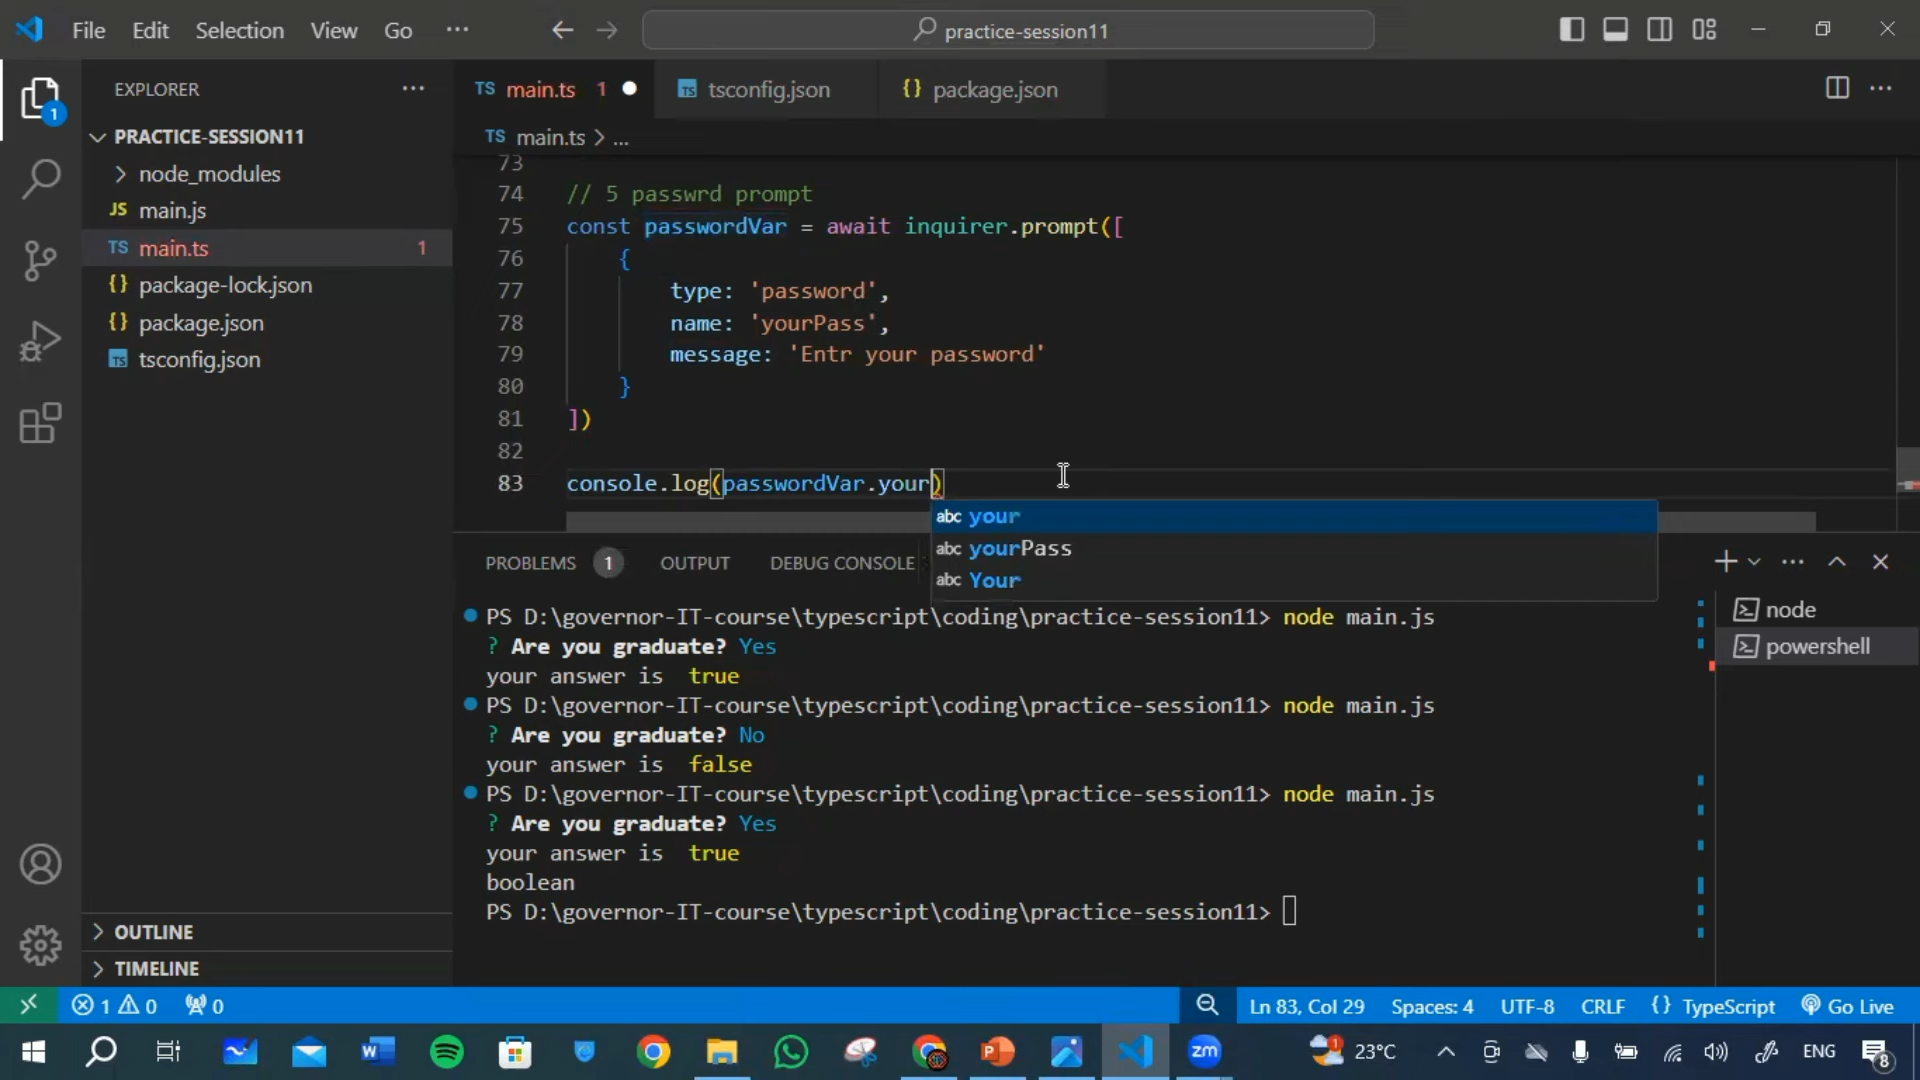 File Edit Selection View Go ··· practice-session11
EXPLORER ···
PRACTICE-SESSION11
node_modules
JS main.js
TS main.ts 1
{} package-lock.json
{} package.json
TS tsconfig.json
OUTLINE
TIMELINE
1
TS main.ts 1
TS tsconfig.json
{} package.json
TS main.ts > ...
73
74 // 5 passwrd prompt
75 const passwordVar = await inquirer.prompt([
76 {
77 type: 'password',
78 name: 'yourPass',
79 message: 'Entr your password'
80 }
81 ])
82
83 console.log(passwordVar.your)
abc your
abc yourPass
abc Your
PROBLEMS 1 OUTPUT DEBUG CONSOLE
PS D:\governor-IT-course\typescript\coding\practice-session11> node main.js
? Are you graduate? Yes
your answer is true
PS D:\governor-IT-course\typescript\coding\practice-session11> node main.js
? Are you graduate? No
your answer is false
PS D:\governor-IT-course\typescript\coding\practice-session11> node main.js
? Are you graduate? Yes
your answer is true
boolean
PS D:\governor-IT-course\typescript\coding\practice-session11>
node
powershell
1 0 0 Ln 83, Col 29 Spaces: 4 UTF-8 CRLF {} TypeScript Go Live
W zm 1 23°C ENG 8